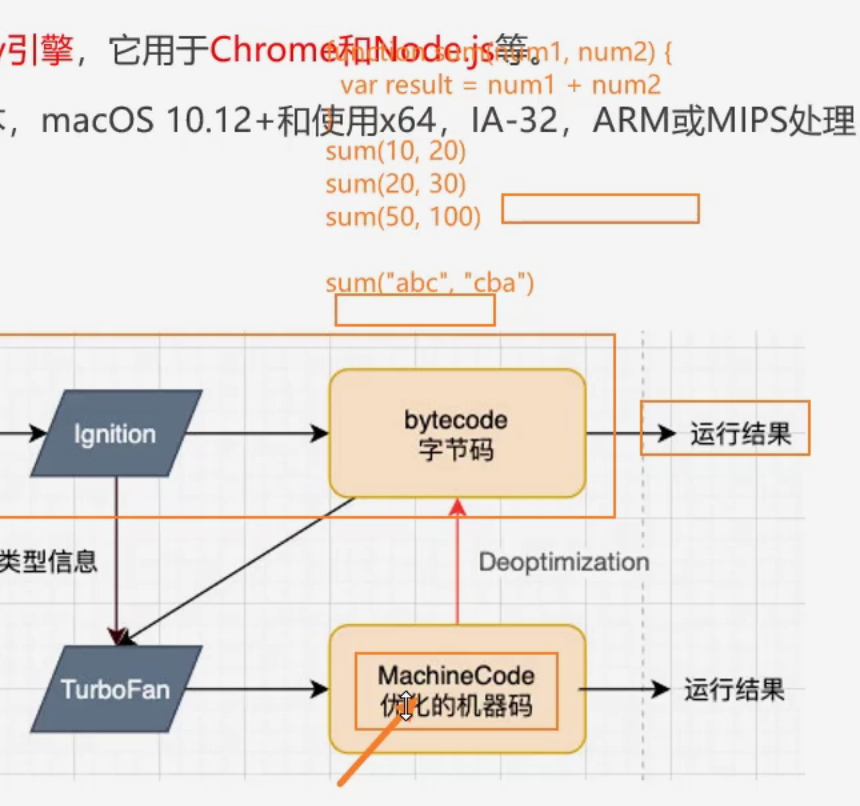 引擎，它用于Chrome和Node.js等。
function sum(num1, num2) {
var result = num1 + num2
}
，macOS 10.12+和使用x64，IA-32，ARM或MIPS处理
sum(10, 20)
sum(20, 30)
sum(50, 100)
sum("abc", "cba")
Ignition
bytecode
字节码
运行结果
类型信息
Deoptimization
TurboFan
MachineCode
优化的机器码
运行结果